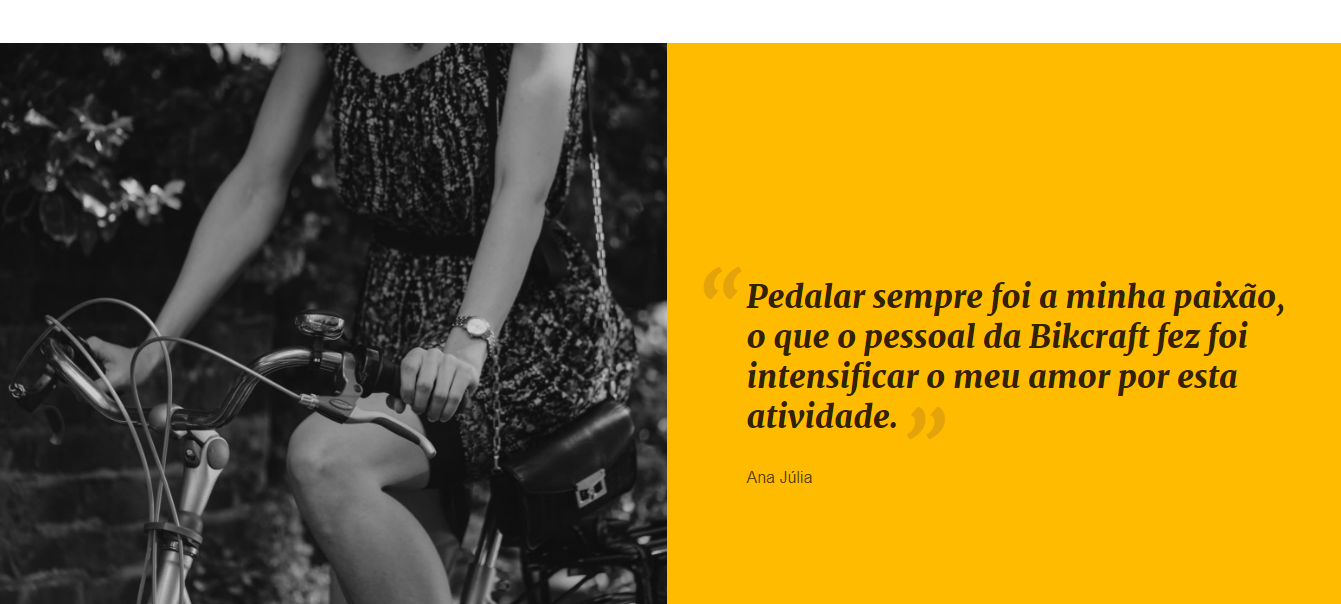 “Pedalar sempre foi a minha paixão,
o que o pessoal da Bikcraft fez foi
intensificar o meu amor por esta
atividade.”
Ana Júlia